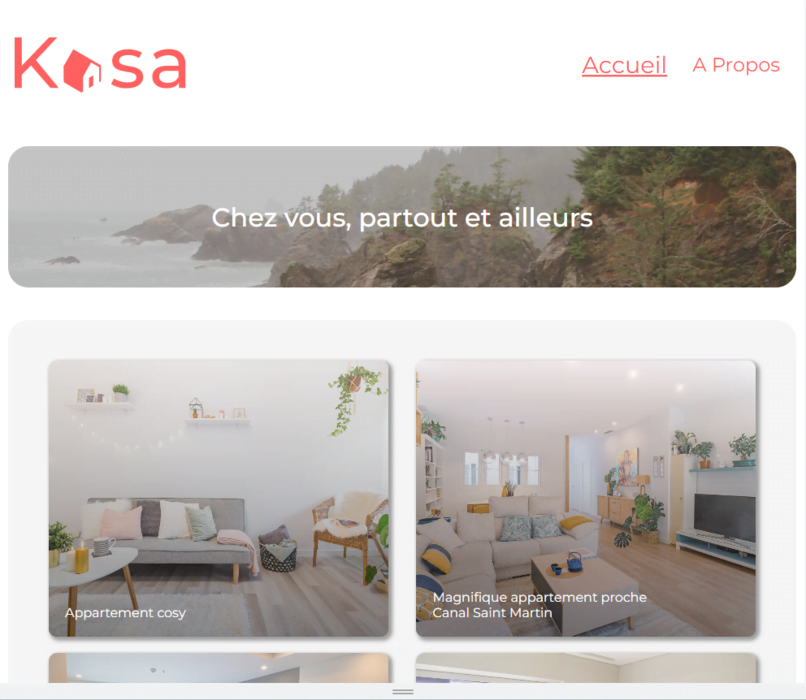 Kasa
Accueil
A Propos
Chez vous, partout et ailleurs
Appartement cosy
Magnifique appartement proche
Canal Saint Martin